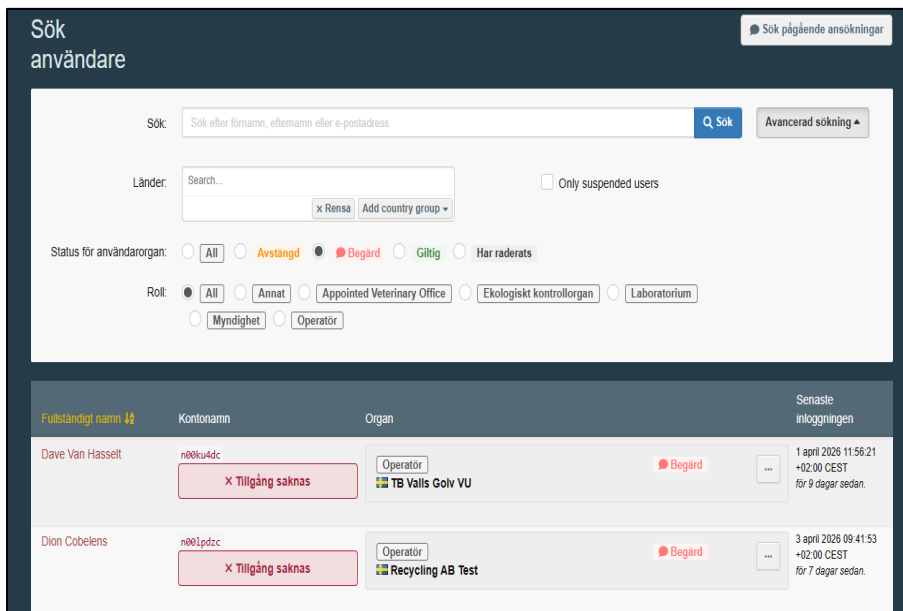 Sök
användare
Sök pågående ansökningar
Sök:
Sök efter förnamn, efternamn eller e-postadress
Sök
Avancerad sökning
Länder:
Search...
× Rensa
Add country group
Only suspended users
Status för användarorgan:
All
Avstängd
Begärd
Giltig
Har raderats
Roll:
All
Annat
Appointed Veterinary Office
Ekologiskt kontrollorgan
Laboratorium
Myndighet
Operatör
Fullständigt namn
Kontonamn
Organ
Senaste
inloggningen
Dave Van Hasselt
n00ku4dc
× Tillgång saknas
Operatör
TB Valls Golv VU
Begärd
...
1 april 2026 11:56:21
+02:00 CEST
för 9 dagar sedan.
Dion Cobelens
n00lpdzc
× Tillgång saknas
Operatör
Recycling AB Test
Begärd
...
3 april 2026 09:41:53
+02:00 CEST
för 7 dagar sedan.